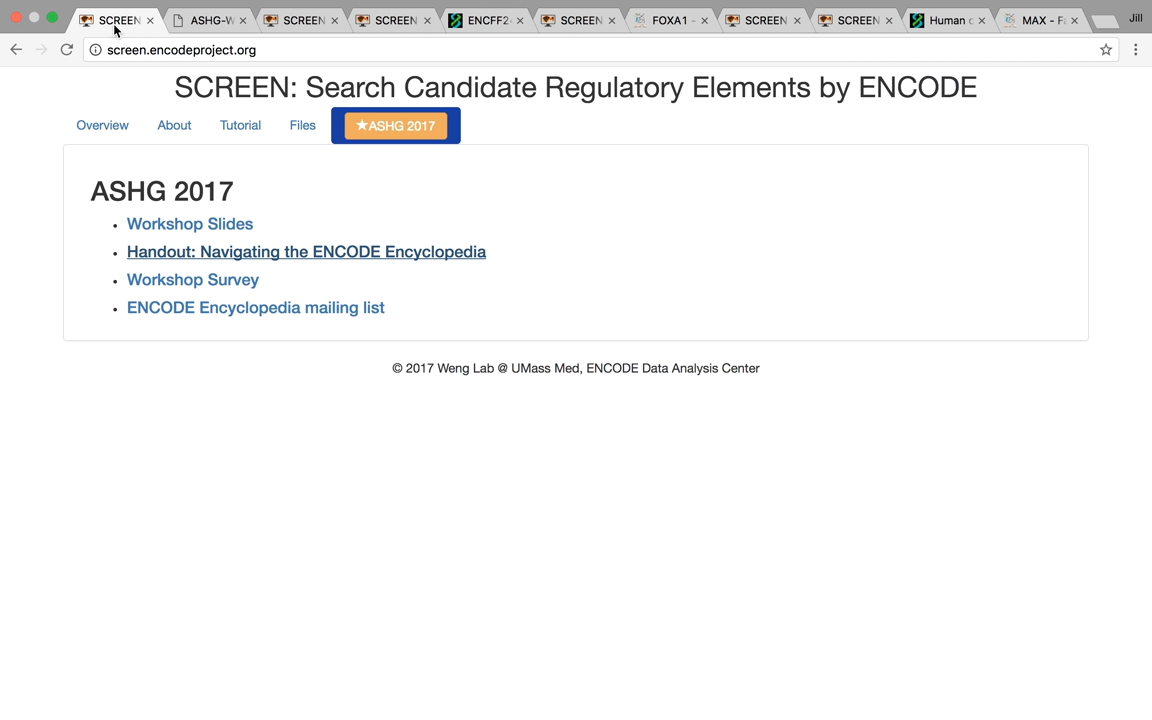 SCREEN ASHG-W SCREEN SCREEN ENCFF2 SCREEN FOXA1 - SCREEN SCREEN Human c MAX - Fa Jill
screen.encodeproject.org
SCREEN: Search Candidate Regulatory Elements by ENCODE
Overview About Tutorial Files ★ASHG 2017
ASHG 2017
• Workshop Slides
• Handout: Navigating the ENCODE Encyclopedia
• Workshop Survey
• ENCODE Encyclopedia mailing list
© 2017 Weng Lab @ UMass Med, ENCODE Data Analysis Center